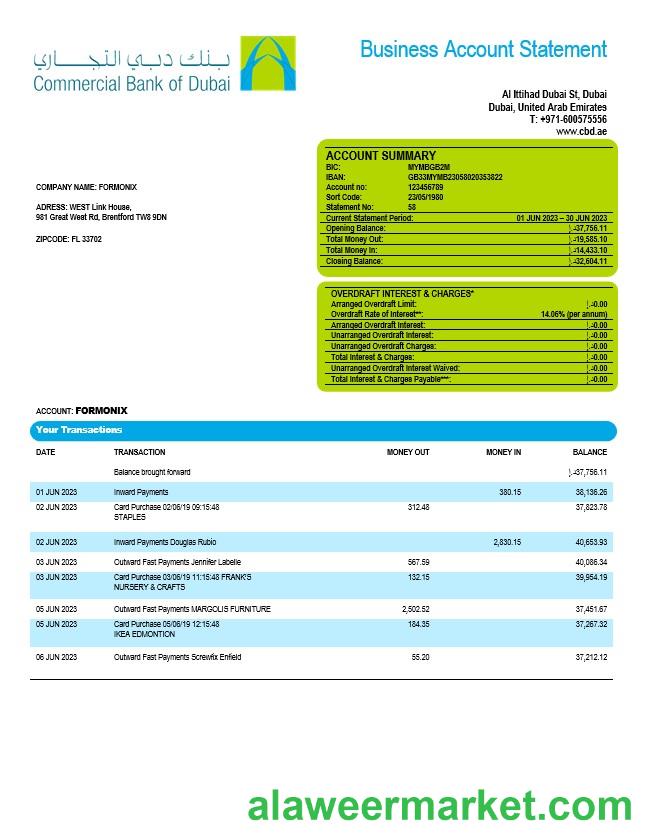 بنك دبي التجاري
Commercial Bank of Dubai
Business Account Statement
Al Ittihad Dubai St, Dubai
Dubai, United Arab Emirates
T: +971-600575556
www.cbd.ae
COMPANY NAME: FORMONIX
ADRESS: WEST Link House,
981 Great West Rd, Brentford TW8 9DN
ZIPCODE: FL 33702
ACCOUNT SUMMARY
BIC: MYMBGB2M
IBAN: GB33MYMB23058020353822
Account no: 123456789
Sort Code: 23/05/1980
Statement No: 58
Current Statement Period: 01 JUN 2023 – 30 JUN 2023
Opening Balance: 37,756.11
Total Money Out: 19,585.10
Total Money In: 14,433.10
Closing Balance: 32,604.11
OVERDRAFT INTEREST & CHARGES*
Arranged Overdraft Limit: 0.00
Overdraft Rate of Interest**: 14.06% (per annum)
Arranged Overdraft Interest: 0.00
Unarranged Overdraft Interest: 0.00
Unarranged Overdraft Charges: 0.00
Total Interest & Charges: 0.00
Unarranged Overdraft Interest Waived: 0.00
Total Interest & Charges Payable***: 0.00
ACCOUNT: FORMONIX
Your Transactions
DATE TRANSACTION MONEY OUT MONEY IN BALANCE
Balance brought forward 37,756.11
01 JUN 2023 Inward Payments 380.15 38,136.26
02 JUN 2023 Card Purchase 02/06/19 09:15:48 312.48 37,823.78
STAPLES
02 JUN 2023 Inward Payments Douglas Rubio 2,830.15 40,653.93
03 JUN 2023 Outward Fast Payments Jennifer Labelle 567.59 40,086.34
03 JUN 2023 Card Purchase 03/06/19 11:15:48 FRANK'S 132.15 39,954.19
NURSERY & CRAFTS
05 JUN 2023 Outward Fast Payments MARGOLIS FURNITURE 2,502.52 37,451.67
05 JUN 2023 Card Purchase 05/06/19 12:15:48 184.35 37,267.32
IKEA EDMONTION
06 JUN 2023 Outward Fast Payments Screwfix Enfield 55.20 37,212.12
alaweermarket.com